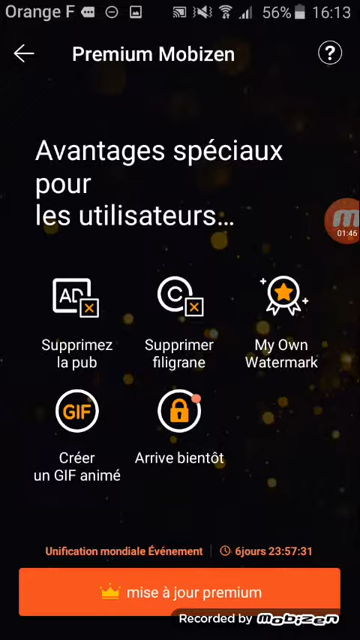 Orange F 56% 16:13
Premium Mobizen ?
Avantages spéciaux
pour
les utilisateurs...
01:46
AD
C
Supprimez
la pub
Supprimer
filigrane
My Own
Watermark
GIF
Créer
un GIF animé
Arrive bientôt
Unification mondiale Événement | 6jours 23:57:31
mise à jour premium
Recorded by mobizen